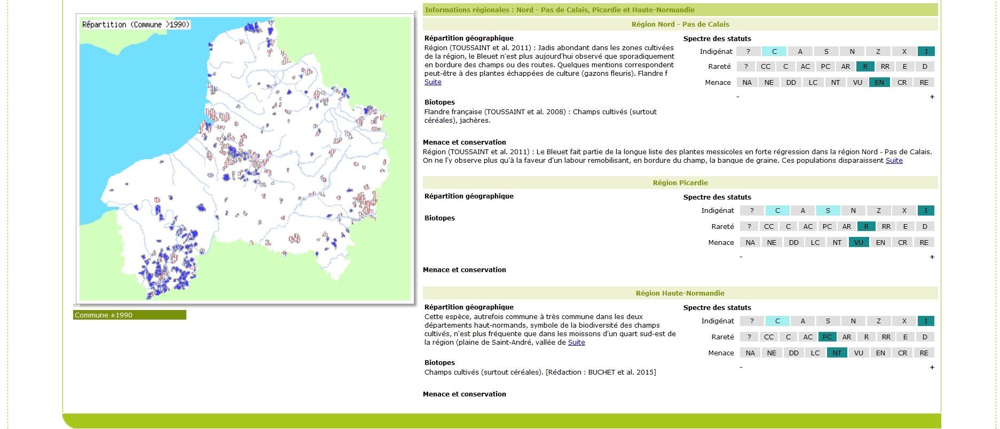 Répartition (Commune >1990)
Commune ±1990
Informations régionales : Nord - Pas de Calais, Picardie et Haute-Normandie
Région Nord - Pas de Calais
Répartition géographique
Région (TOUSSAINT et al. 2011) : Jadis abondant dans les zones cultivées
de la région, le Bleuet n'est plus aujourd'hui observé que sporadiquement
en bordure des champs ou des routes. Quelques mentions correspondent
peut-être à des plantes échappées de culture (gazons fleuris). Flandre f
Suite
Biotopes
Flandre française (TOUSSAINT et al. 2008) : Champs cultivés (surtout
céréales), jachères.
Spectre des statuts
Indigénat ? C A S N Z X I
Rareté ? CC C AC PC AR R RR E D
Menace NA NE DD LC NT VU EN CR RE
- +
Menace et conservation
Région (TOUSSAINT et al. 2011) : Le Bleuet fait partie de la longue liste des plantes messicoles en forte régression dans la région Nord - Pas de Calais.
On ne l'y observe plus qu'à la faveur d'un labour remobilisant, en bordure du champ, la banque de graine. Ces populations disparaissent Suite
Région Picardie
Répartition géographique
Biotopes
Spectre des statuts
Indigénat ? C A S N Z X I
Rareté ? CC C AC PC AR R RR E D
Menace NA NE DD LC NT VU EN CR RE
- +
Menace et conservation
Région Haute-Normandie
Répartition géographique
Cette espèce, autrefois commune à très commune dans les deux
départements haut-normands, symbole de la biodiversité des champs
cultivés, n'est plus fréquente que dans les moissons d'un quart sud-est de
la région (plaine de Saint-André, vallée de Suite
Biotopes
Champs cultivés (surtout céréales). [Rédaction : BUCHET et al. 2015]
Spectre des statuts
Indigénat ? C A S N Z X I
Rareté ? CC C AC PC AR R RR E D
Menace NA NE DD LC NT VU EN CR RE
- +
Menace et conservation